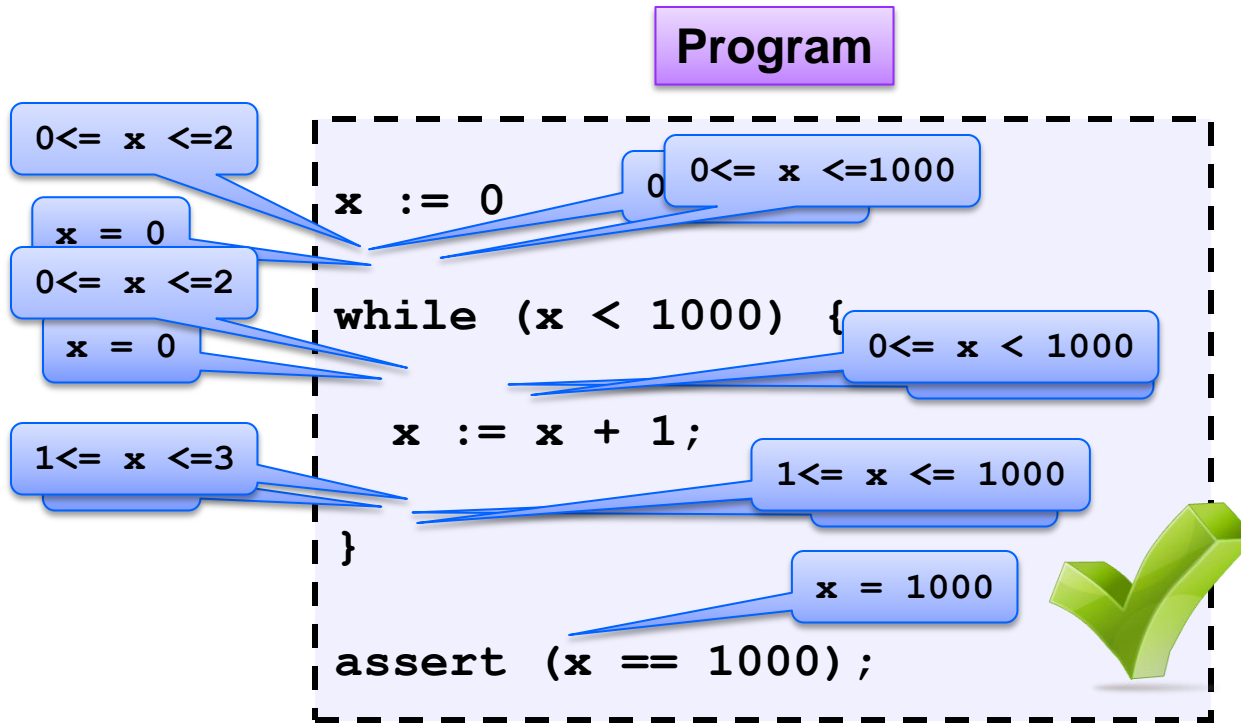 Program
0<= x <=2
x := 0
0
0<= x <=1000
x = 0
0<= x <=2
while (x < 1000) {
x = 0
0<= x < 1000
x := x + 1;
1<= x <=3
1<= x <= 1000
}
x = 1000
assert (x == 1000);